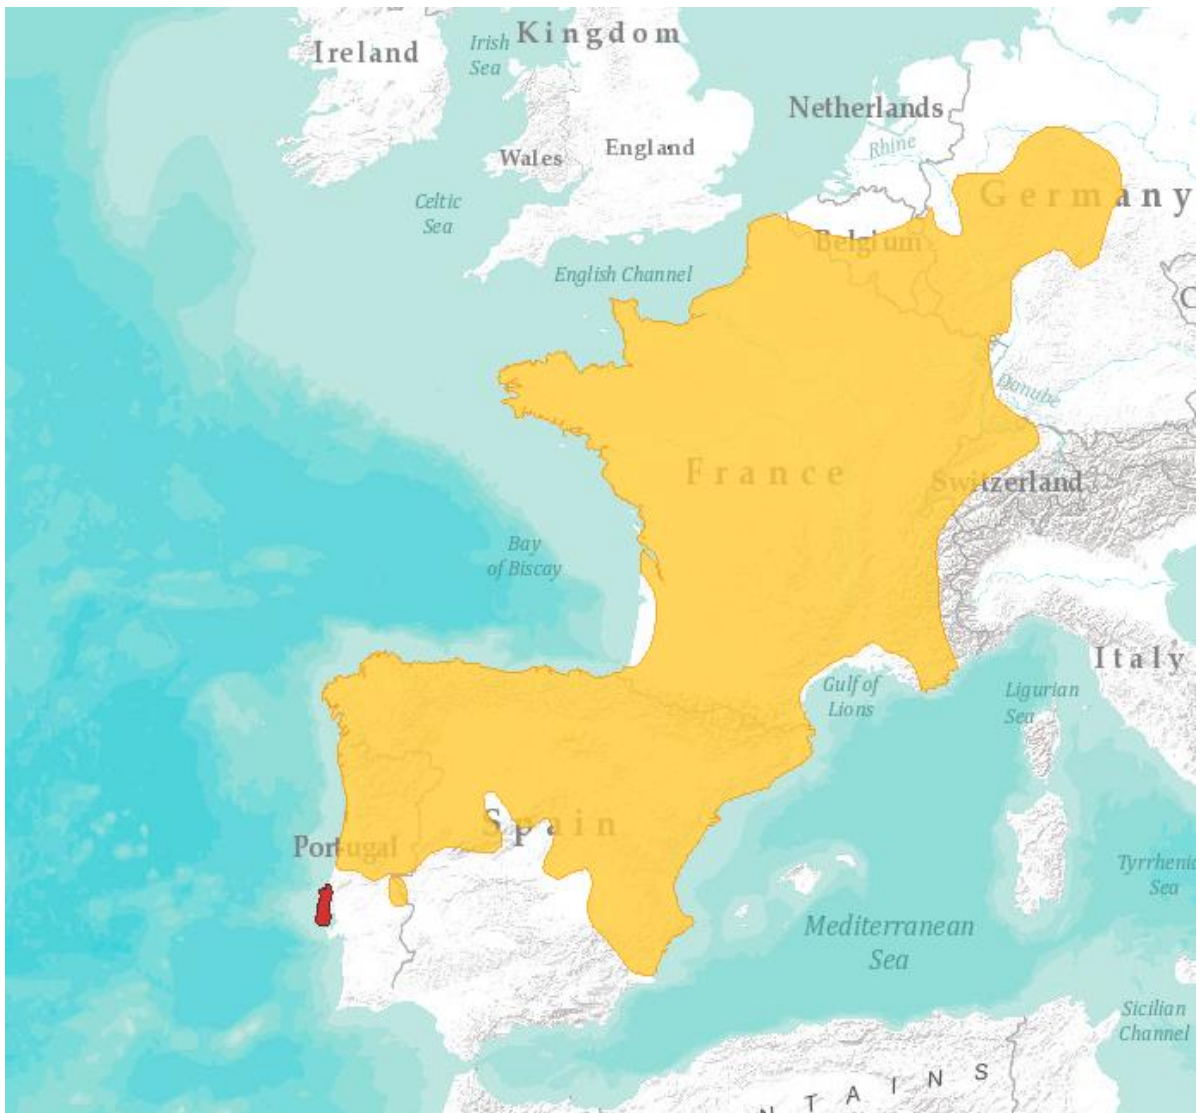 Kingdom
Ireland
Irish
Sea
Netherlands
Rhine
England
Wales
Celtic
Sea
Germany
Belgium
English Channel
Danube
France
Switzerland
Bay
of Biscay
Italy
Gulf of
Lions
Ligurian
Sea
Spain
Portugal
Tyrrhenia
Sea
Mediterranean
Sea
Sicilian
Channel
NTAINS